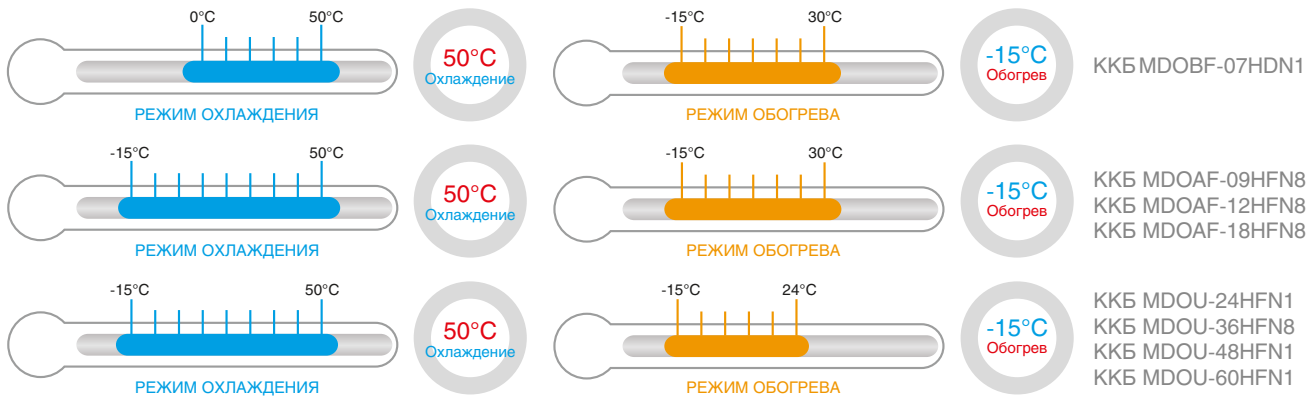 0°C 50°C
РЕЖИМ ОХЛАЖДЕНИЯ
50°C
Охлаждение
-15°C 30°C
РЕЖИМ ОБОГРЕВА
-15°C
Обогрев
ККБ MDOBF-07HDN1
-15°C 50°C
РЕЖИМ ОХЛАЖДЕНИЯ
50°C
Охлаждение
-15°C 30°C
РЕЖИМ ОБОГРЕВА
-15°C
Обогрев
ККБ MDOAF-09HFN8
ККБ MDOAF-12HFN8
ККБ MDOAF-18HFN8
-15°C 50°C
РЕЖИМ ОХЛАЖДЕНИЯ
50°C
Охлаждение
-15°C 24°C
РЕЖИМ ОБОГРЕВА
-15°C
Обогрев
ККБ MDOU-24HFN1
ККБ MDOU-36HFN8
ККБ MDOU-48HFN1
ККБ MDOU-60HFN1